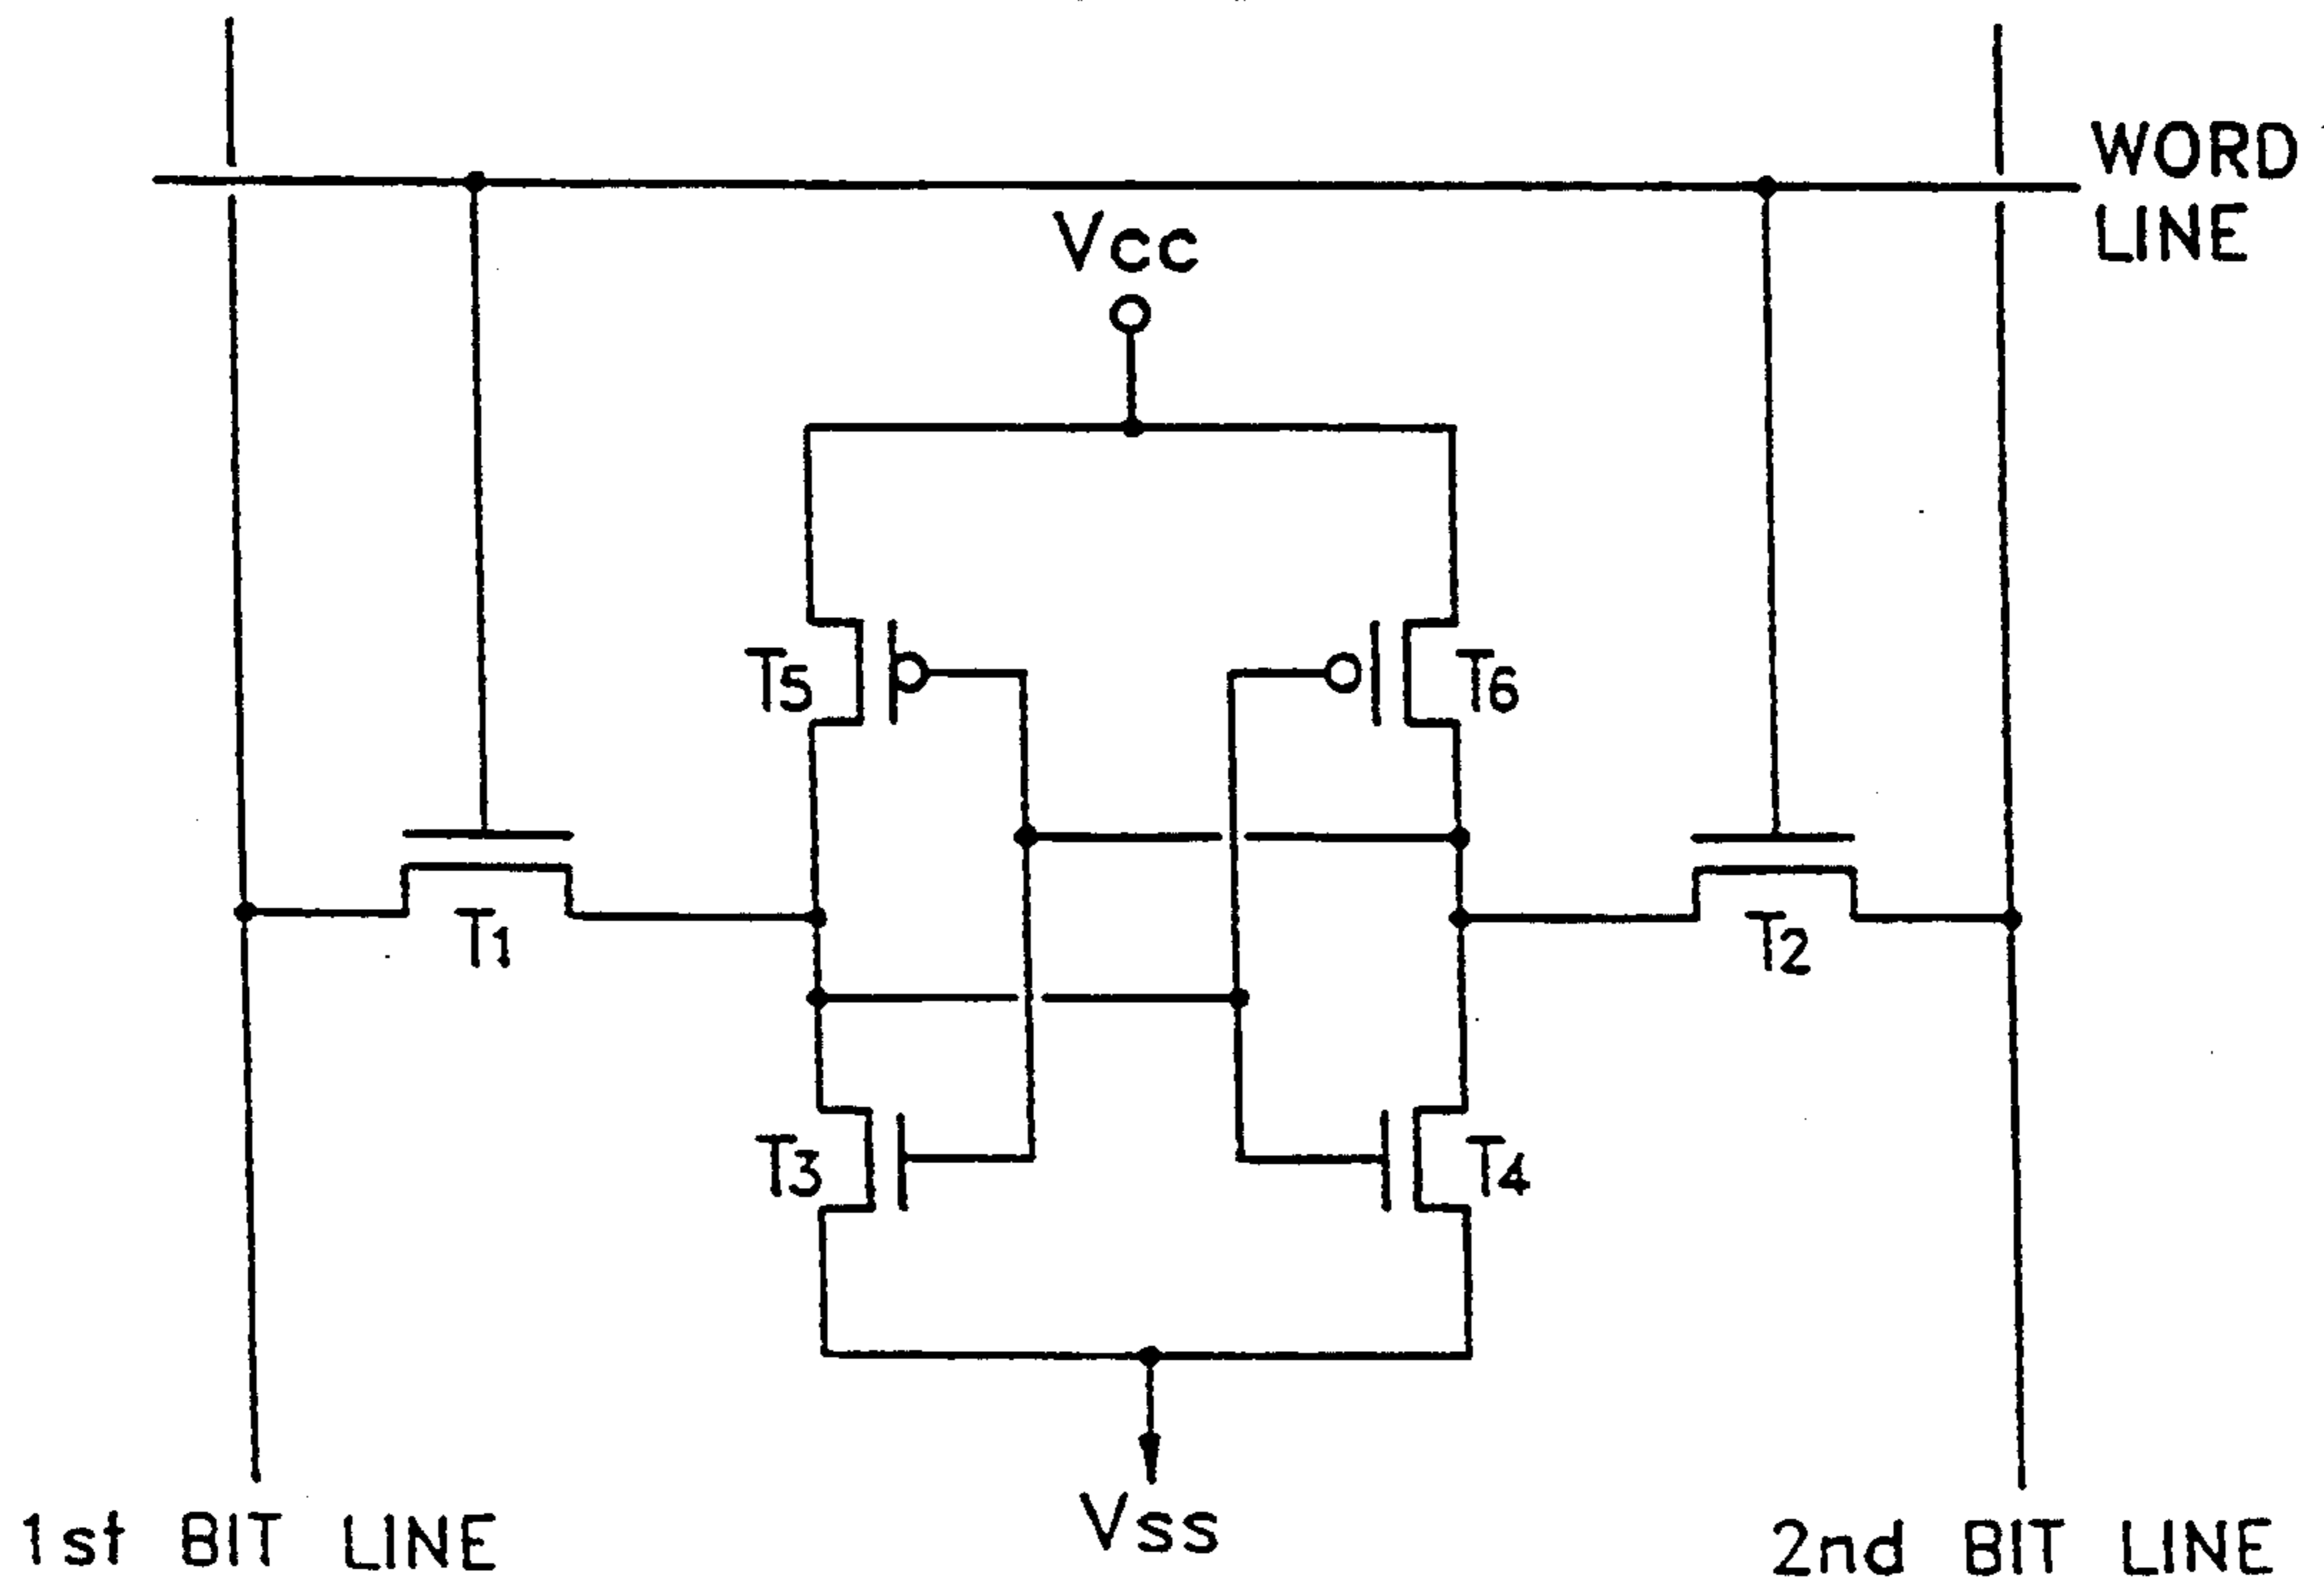 WORD
LINE
Vcc
T5
T6
T1
T2
T3
T4
Vss
1st BIT LINE
2nd BIT LINE